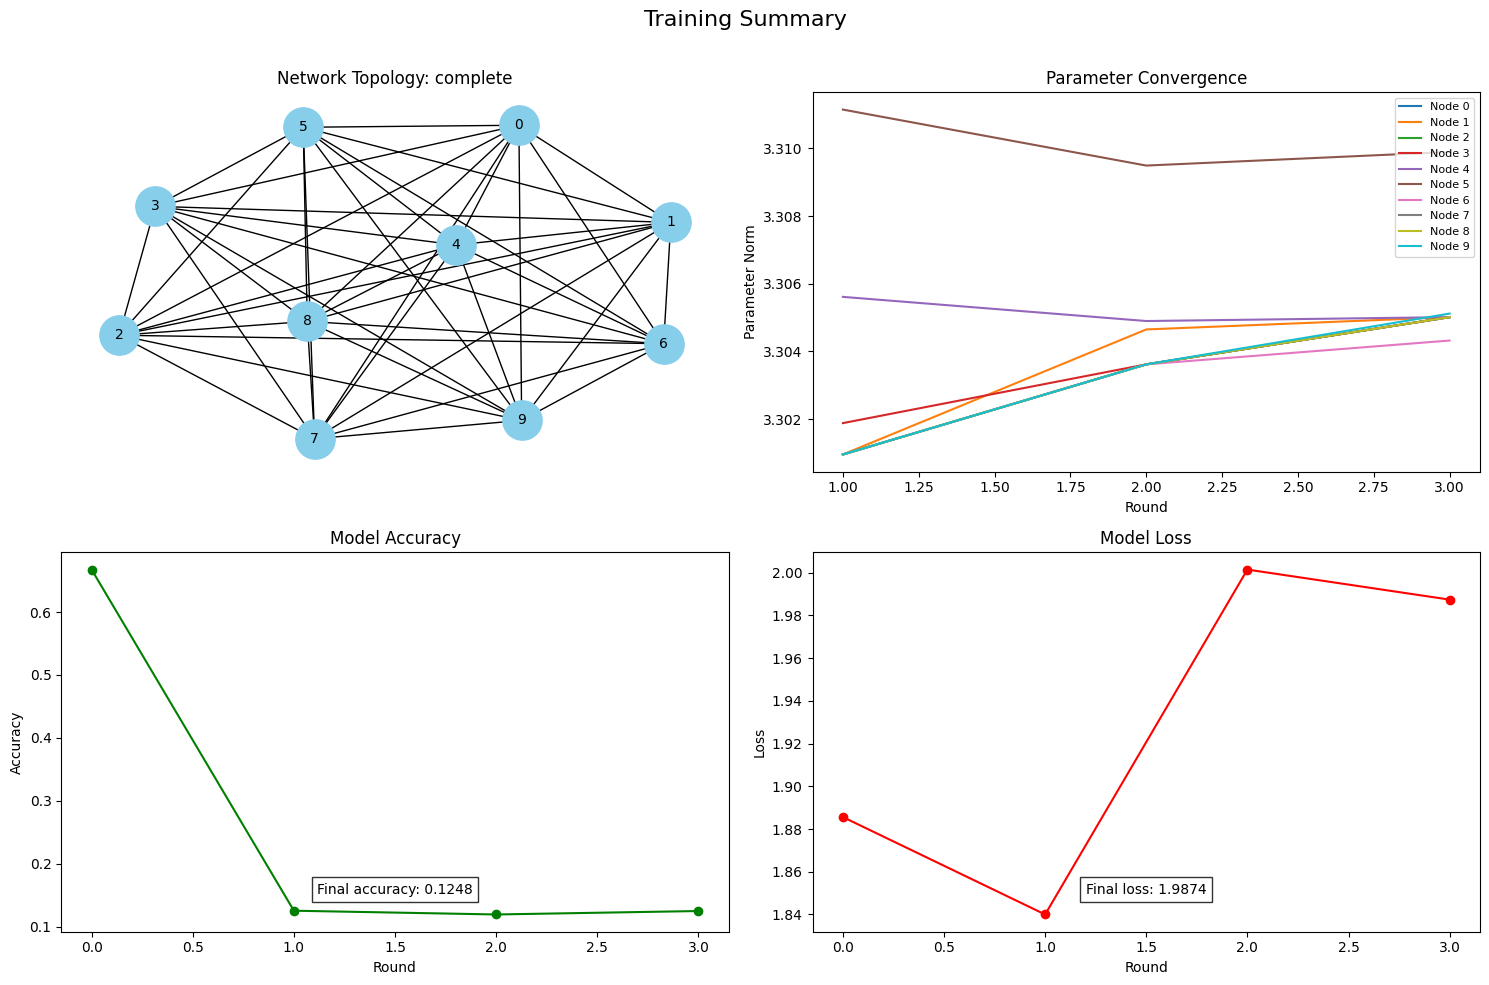 Training Summary
Network Topology: complete
5
0
3
1
4
8
2
6
9
7
Parameter Convergence
Node 0
Node 1
Node 2
Node 3
Node 4
Node 5
Node 6
Node 7
Node 8
Node 9
3.310
3.308
3.306
3.304
3.302
Parameter Norm
1.00 1.25 1.50 1.75 2.00 2.25 2.50 2.75 3.00
Round
Model Accuracy
0.6
0.5
0.4
0.3
0.2
0.1
Accuracy
Final accuracy: 0.1248
0.0 0.5 1.0 1.5 2.0 2.5 3.0
Round
Model Loss
2.00
1.98
1.96
1.94
1.92
1.90
1.88
1.86
1.84
Loss
Final loss: 1.9874
0.0 0.5 1.0 1.5 2.0 2.5 3.0
Round